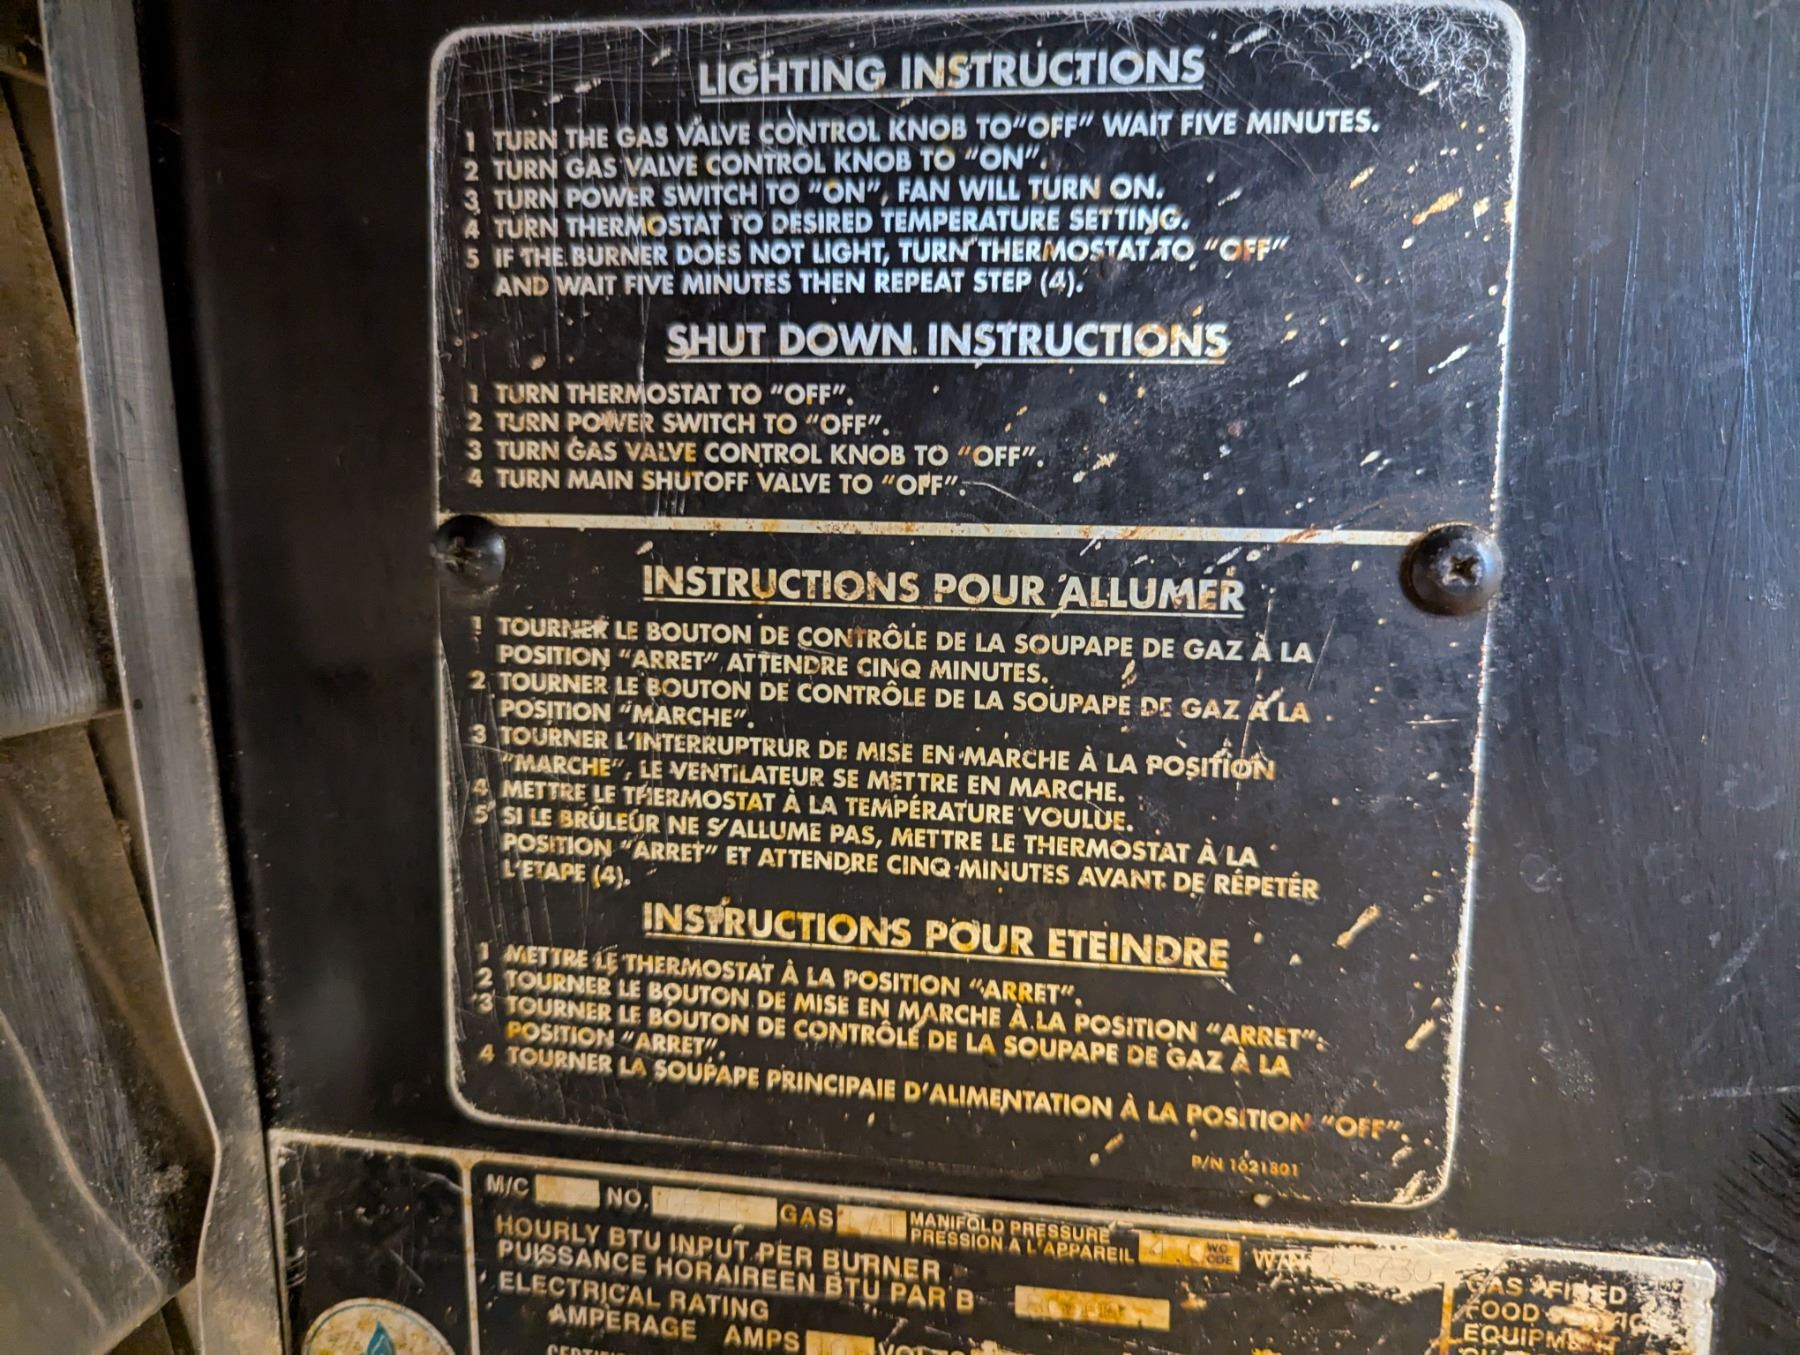 LIGHTING INSTRUCTIONS
1 TURN THE GAS VALVE CONTROL KNOB TO "OFF" WAIT FIVE MINUTES.
2 TURN GAS VALVE CONTROL KNOB TO "ON".
3 TURN POWER SWITCH TO "ON", FAN WILL TURN ON.
4 TURN THERMOSTAT TO DESIRED TEMPERATURE SETTING.
5 IF THE BURNER DOES NOT LIGHT, TURN THERMOSTAT TO "OFF"
AND WAIT FIVE MINUTES THEN REPEAT STEP (4).
SHUT DOWN INSTRUCTIONS
1 TURN THERMOSTAT TO "OFF".
2 TURN POWER SWITCH TO "OFF".
3 TURN GAS VALVE CONTROL KNOB TO "OFF".
4 TURN MAIN SHUTOFF VALVE TO "OFF".
INSTRUCTIONS POUR ALLUMER
1 TOURNER LE BOUTON DE CONTRÔLE DE LA SOUPAPE DE GAZ À LA
POSITION "ARRET" ATTENDRE CINQ MINUTES.
2 TOURNER LE BOUTON DE CONTRÔLE DE LA SOUPAPE DE GAZ À LA
POSITION "MARCHE".
3 TOURNER L'INTERRUPTRUR DE MISE EN MARCHE À LA POSITION
"MARCHE", LE VENTILATEUR SE METTRE EN MARCHE.
4 METTRE LE THERMOSTAT À LA TEMPÉRATURE VOULUE.
5 SI LE BRÛLEUR NE S'ALLUME PAS, METTRE LE THERMOSTAT À LA
POSITION "ARRET" ET ATTENDRE CINQ MINUTES AVANT DE RÉPETÉR
L'ETAPE (4).
INSTRUCTIONS POUR ETEINDRE
1 METTRE LE THERMOSTAT À LA POSITION "ARRET".
2 TOURNER LE BOUTON DE MISE EN MARCHE À LA POSITION "ARRET".
3 TOURNER LE BOUTON DE CONTRÔLE DE LA SOUPAPE DE GAZ À LA
POSITION "ARRET".
4 TOURNER LA SOUPAPE PRINCIPAIE D'ALIMENTATION À LA POSITION "OFF".
P/N 1621801
M/C NO. GAS MANIFOLD PRESSURE
PRESSION A L'APPAREIL WC CDE
HOURLY BTU INPUT PER BURNER
PUISSANCE HORAIREEN BTU PAR B
ELECTRICAL RATING
AMPERAGE AMPS VOLTS
GAS FIRED
FOOD
EQUIPMENT